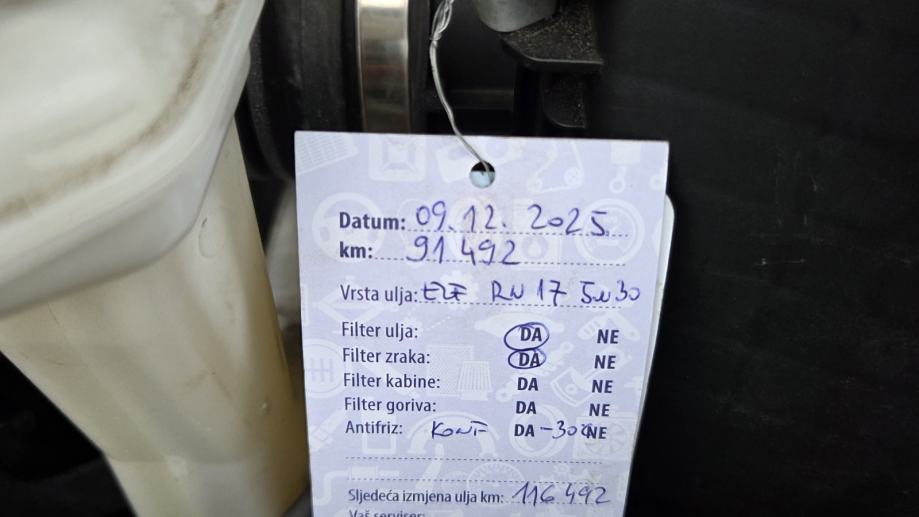 Datum: 09.12. 2025.
km: 91.492
Vrsta ulja: ELF RN 17 5w30
Filter ulja: DA NE
Filter zraka: DA NE
Filter kabine: DA NE
Filter goriva: DA NE
Antifriz: KONT DA -30 NE
Sljedeća izmjena ulja km: 116.492
Vaš serviser: